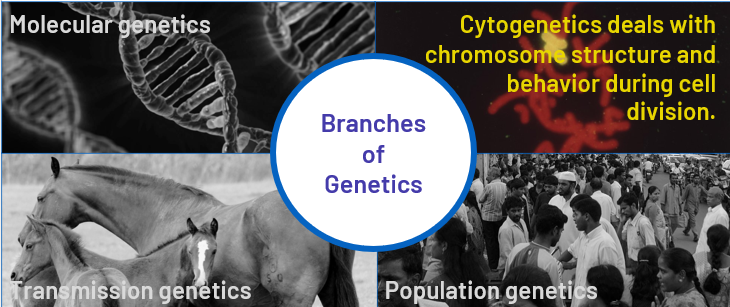 Molecular genetics
Cytogenetics deals with
chromosome structure and
behavior during cell
division.
Branches
of
Genetics
Transmission genetics
Population genetics